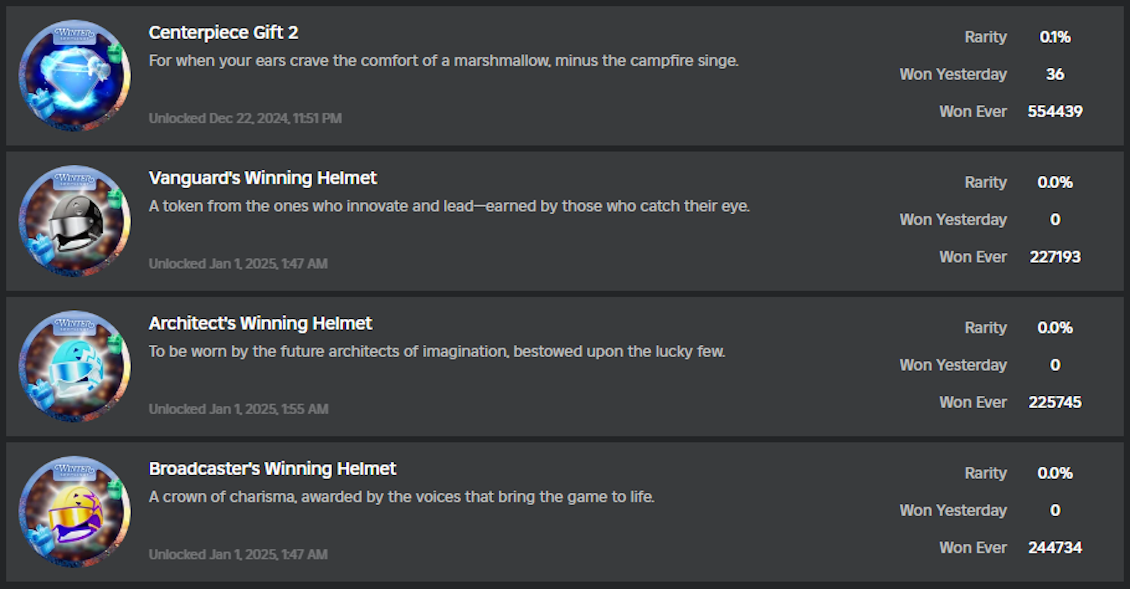 WINTER
Centerpiece Gift 2
For when your ears crave the comfort of a marshmallow, minus the campfire singe.
Unlocked Dec 22, 2024, 11:51 PM
Rarity 0.1%
Won Yesterday 36
Won Ever 554439
WINTER
Vanguard's Winning Helmet
A token from the ones who innovate and lead—earned by those who catch their eye.
Unlocked Jan 1, 2025, 1:47 AM
Rarity 0.0%
Won Yesterday 0
Won Ever 227193
WINTER
Architect's Winning Helmet
To be worn by the future architects of imagination, bestowed upon the lucky few.
Unlocked Jan 1, 2025, 1:55 AM
Rarity 0.0%
Won Yesterday 0
Won Ever 225745
WINTER
Broadcaster's Winning Helmet
A crown of charisma, awarded by the voices that bring the game to life.
Unlocked Jan 1, 2025, 1:47 AM
Rarity 0.0%
Won Yesterday 0
Won Ever 244734